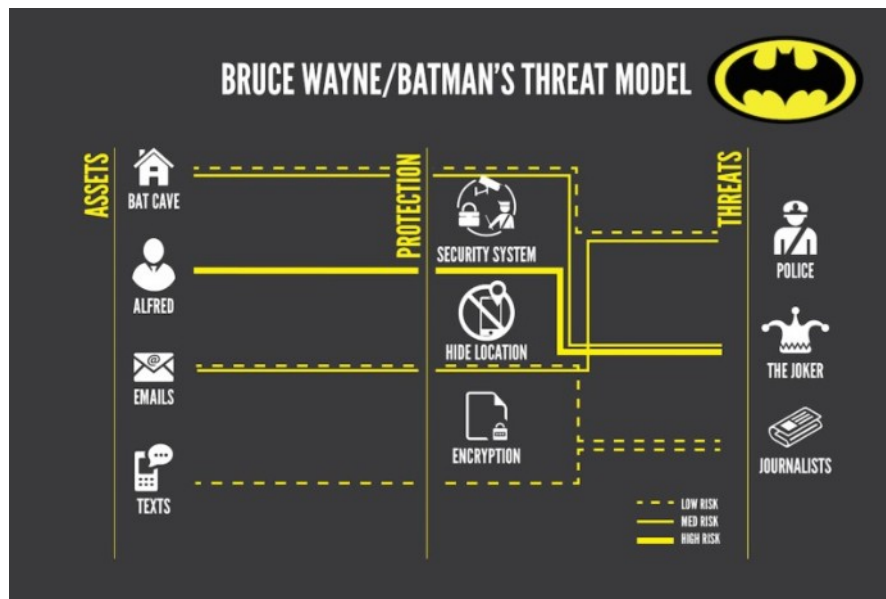 BRUCE WAYNE/BATMAN'S THREAT MODEL
ASSETS
BAT CAVE
ALFRED
@
EMAILS
TEXTS
PROTECTION
SECURITY SYSTEM
HIDE LOCATION
ENCRYPTION
THREATS
POLICE
THE JOKER
JOURNALISTS
LOW RISK
MED RISK
HIGH RISK